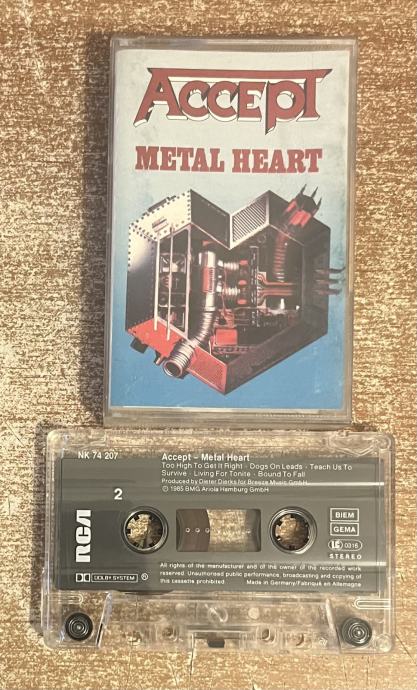 ACCEPT
METAL HEART
NK 74 207
Accept – Metal Heart
Too High To Get It Right · Dogs On Leads · Teach Us To
Survive · Living For Tonite · Bound To Fall
Produced by Dieter Dierks for Breeze Music GmbH
℗ 1985 BMG Ariola Hamburg GmbH
2
RCA
BIEM
GEMA
LC 0316
STEREO
DOLBY SYSTEM ®
All rights of the manufacturer and of the owner of the recorded work
reserved. Unauthorised public performance, broadcasting and copying of
this cassette prohibited. Made in Germany/Fabriqué en Allemagne